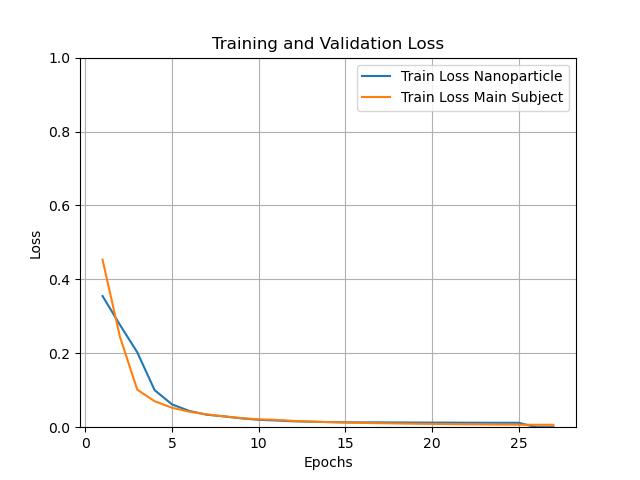 Training and Validation Loss
Train Loss Nanoparticle
Train Loss Main Subject
1.0
0.8
0.6
0.4
0.2
0.0
Loss
0 5 10 15 20 25
Epochs